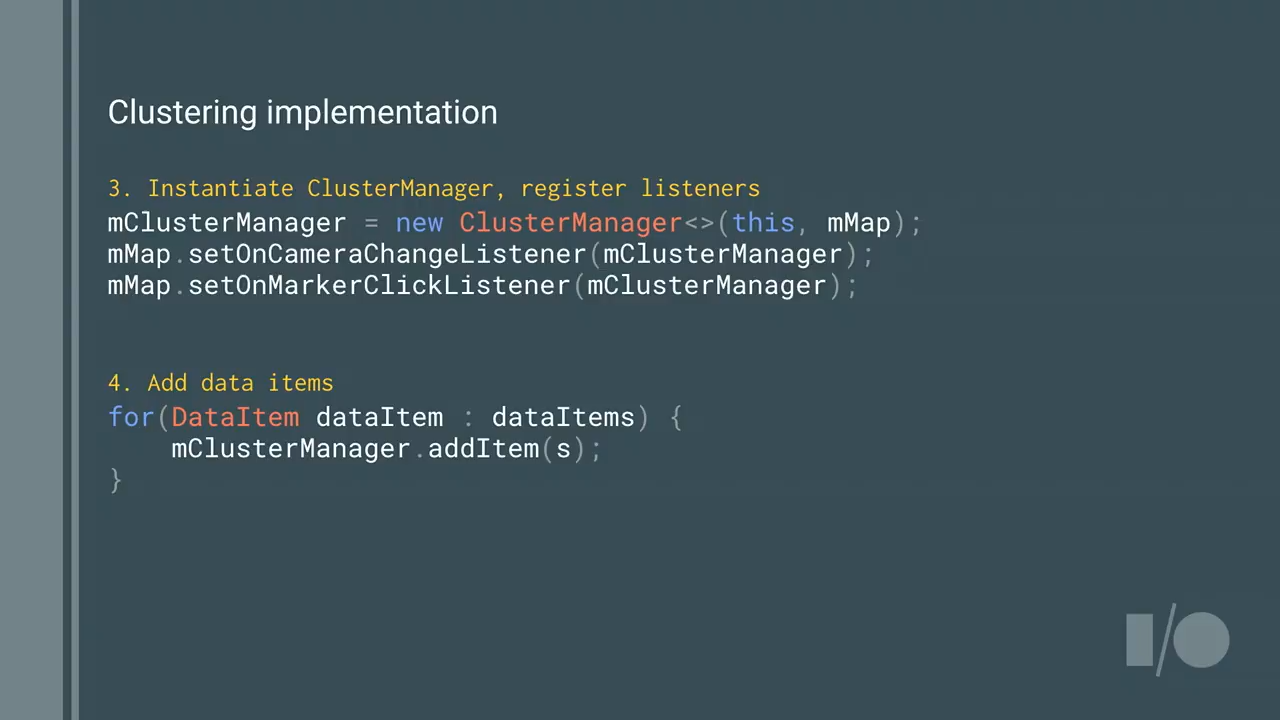 Clustering implementation
3. Instantiate ClusterManager, register listeners
mClusterManager = new ClusterManager<>(this, mMap);
mMap.setOnCameraChangeListener(mClusterManager);
mMap.setOnMarkerClickListener(mClusterManager);
4. Add data items
for(DataItem dataItem : dataItems) {
    mClusterManager.addItem(s);
}
I/O